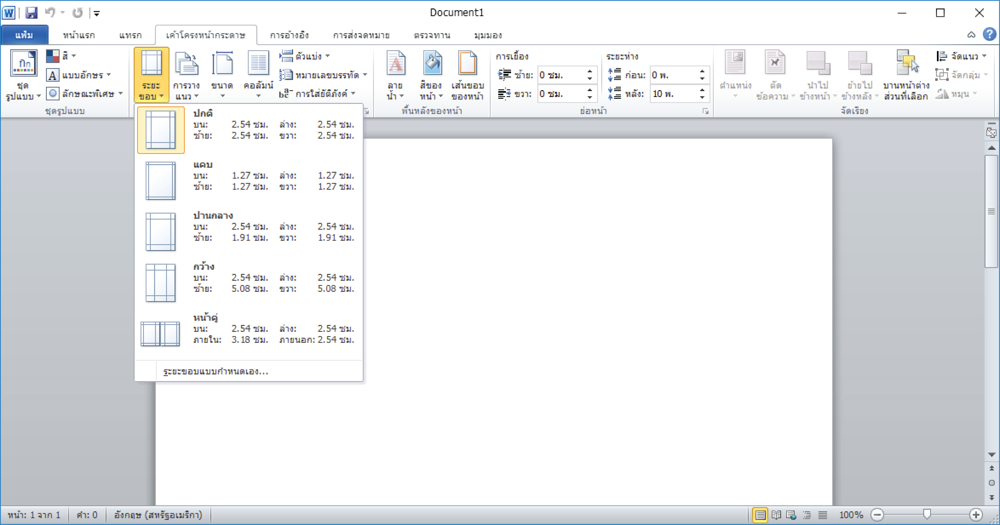 Document1
แฟ้ม หน้าแรก แทรก เค้าโครงหน้ากระดาษ การอ้างอิง การส่งจดหมาย ตรวจทาน มุมมอง
ปก
ชุด
รูปแบบ
สี
แบบอักษร
ลักษณะพิเศษ
ชุดรูปแบบ
ระยะ
ขอบ
การวาง
แนว
ขนาด
คอลัมน์
ตัวแบ่ง
หมายเลขบรรทัด
การใส่ยัติภังค์
ลาย
น้ำ
สีของ
หน้า
เส้นขอบ
ของหน้า
พื้นหลังของหน้า
การเยื้อง
ซ้าย: 0 ซม.
ขวา: 0 ซม.
ระยะห่าง
ก่อน: 0 พ.
หลัง: 10 พ.
ย่อหน้า
ตำแหน่ง
ตัด
ข้อความ
นำไป
ข้างหน้า
ย้ายไป
ข้างหลัง
บานหน้าต่าง
ส่วนที่เลือก
จัดแนว
จัดกลุ่ม
หมุน
จัดเรียง
ปกติ
บน: 2.54 ซม. ล่าง: 2.54 ซม.
ซ้าย: 2.54 ซม. ขวา: 2.54 ซม.
แคบ
บน: 1.27 ซม. ล่าง: 1.27 ซม.
ซ้าย: 1.27 ซม. ขวา: 1.27 ซม.
ปานกลาง
บน: 2.54 ซม. ล่าง: 2.54 ซม.
ซ้าย: 1.91 ซม. ขวา: 1.91 ซม.
กว้าง
บน: 2.54 ซม. ล่าง: 2.54 ซม.
ซ้าย: 5.08 ซม. ขวา: 5.08 ซม.
หน้าคู่
บน: 2.54 ซม. ล่าง: 2.54 ซม.
ภายใน: 3.18 ซม. ภายนอก: 2.54 ซม.
ระยะขอบแบบกำหนดเอง...
หน้า: 1 จาก 1 คำ: 0 อังกฤษ (สหรัฐอเมริกา) 100%